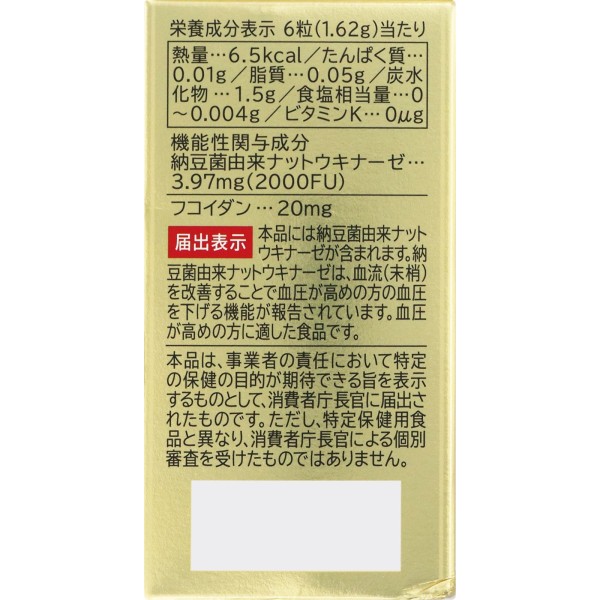 栄養成分表示 6粒(1.62g)当たり
熱量…6.5kcal／たんぱく質…
0.01g／脂質…0.05g／炭水
化物…1.5g／食塩相当量…0
～0.004g／ビタミンK…0μg
機能性関与成分
納豆菌由来ナットウキナーゼ…
3.97mg(2000FU)
フコイダン…20mg
届出表示 本品には納豆菌由来ナット
ウキナーゼが含まれます。納
豆菌由来ナットウキナーゼは、血流(末梢)
を改善することで血圧が高めの方の血圧
を下げる機能が報告されています。血圧
が高めの方に適した食品です。
本品は、事業者の責任において特定
の保健の目的が期待できる旨を表示
するものとして、消費者庁長官に届出さ
れたものです。ただし、特定保健用食
品と異なり、消費者庁長官による個別
審査を受けたものではありません。